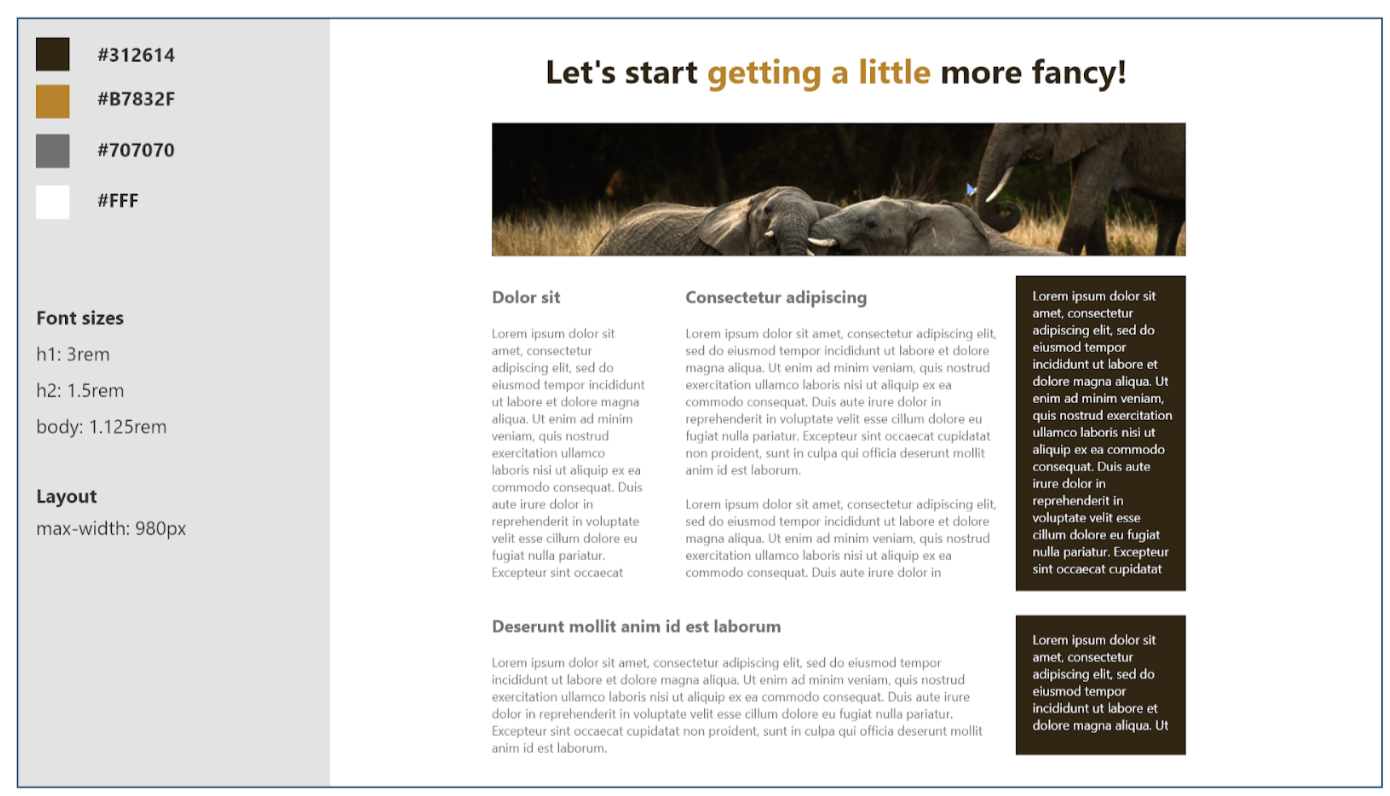 #312614
#B7832F
#707070
#FFF
Font sizes
h1: 3rem
h2: 1.5rem
body: 1.125rem
Layout
max-width: 980px
Let's start getting a little more fancy!
Dolor sit
Lorem ipsum dolor sit
amet, consectetur
adipiscing elit, sed do
eiusmod tempor incididunt
ut labore et dolore magna
aliqua. Ut enim ad minim
veniam, quis nostrud
exercitation ullamco
laboris nisi ut aliquip ex ea
commodo consequat. Duis
aute irure dolor in
reprehenderit in voluptate
velit esse cillum dolore eu
fugiat nulla pariatur.
Excepteur sint occaecat
Consectetur adipiscing
Lorem ipsum dolor sit amet, consectetur adipiscing elit,
sed do eiusmod tempor incididunt ut labore et dolore
magna aliqua. Ut enim ad minim veniam, quis nostrud
exercitation ullamco laboris nisi ut aliquip ex ea
commodo consequat. Duis aute irure dolor in
reprehenderit in voluptate velit esse cillum dolore eu
fugiat nulla pariatur. Excepteur sint occaecat cupidatat
non proident, sunt in culpa qui officia deserunt mollit
anim id est laborum.
Lorem ipsum dolor sit amet, consectetur adipiscing elit,
sed do eiusmod tempor incididunt ut labore et dolore
magna aliqua. Ut enim ad minim veniam, quis nostrud
exercitation ullamco laboris nisi ut aliquip ex ea
commodo consequat. Duis aute irure dolor in
Lorem ipsum dolor sit
amet, consectetur
adipiscing elit, sed do
eiusmod tempor
incididunt ut labore et
dolore magna aliqua. Ut
enim ad minim veniam,
quis nostrud exercitation
ullamco laboris nisi ut
aliquip ex ea commodo
consequat. Duis aute
irure dolor in
reprehenderit in
voluptate velit esse
cillum dolore eu fugiat
nulla pariatur. Excepteur
sint occaecat cupidatat
Deserunt mollit anim id est laborum
Lorem ipsum dolor sit amet, consectetur adipiscing elit, sed do eiusmod tempor
incididunt ut labore et dolore magna aliqua. Ut enim ad minim veniam, quis nostrud
exercitation ullamco laboris nisi ut aliquip ex ea commodo consequat. Duis aute irure
dolor in reprehenderit in voluptate velit esse cillum dolore eu fugiat nulla pariatur.
Excepteur sint occaecat cupidatat non proident, sunt in culpa qui officia deserunt mollit
anim id est laborum.
Lorem ipsum dolor sit
amet, consectetur
adipiscing elit, sed do
eiusmod tempor
incididunt ut labore et
dolore magna aliqua. Ut